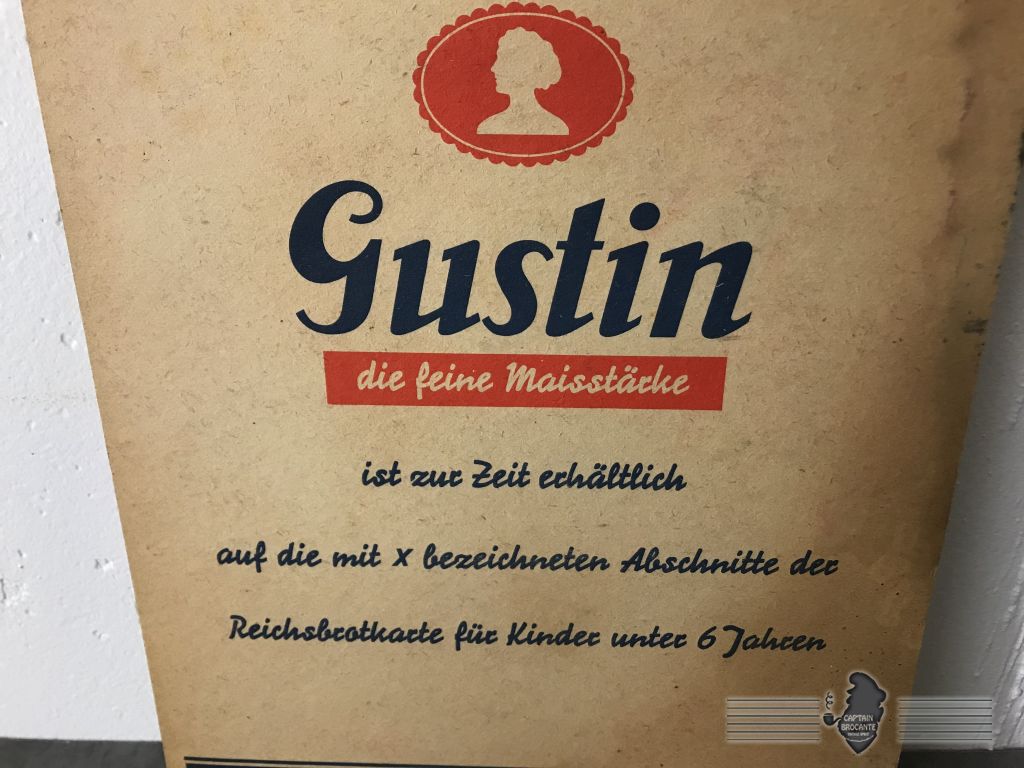 Gustin
die feine Maisstärke
ist zur Zeit erhältlich
auf die mit x bezeichneten Abschnitte der
Reichsbrotkarte für Kinder unter 6 Jahren
CAPTAIN
BROCANTE